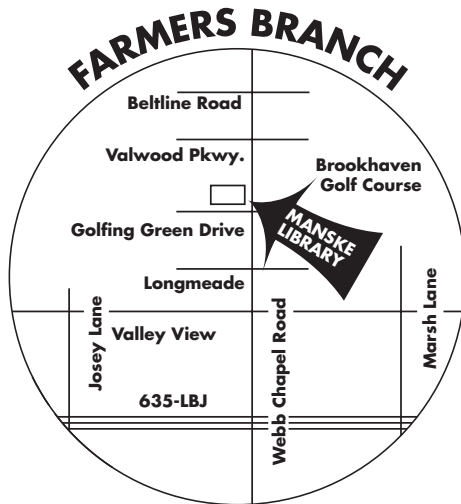 FARMERS BRANCH
Beltline Road
Valwood Pkwy.
Brookhaven
Golf Course
MANSKE
LIBRARY
Golfing Green Drive
Longmeade
Josey Lane
Valley View
Webb Chapel Road
Marsh Lane
635-LBJ